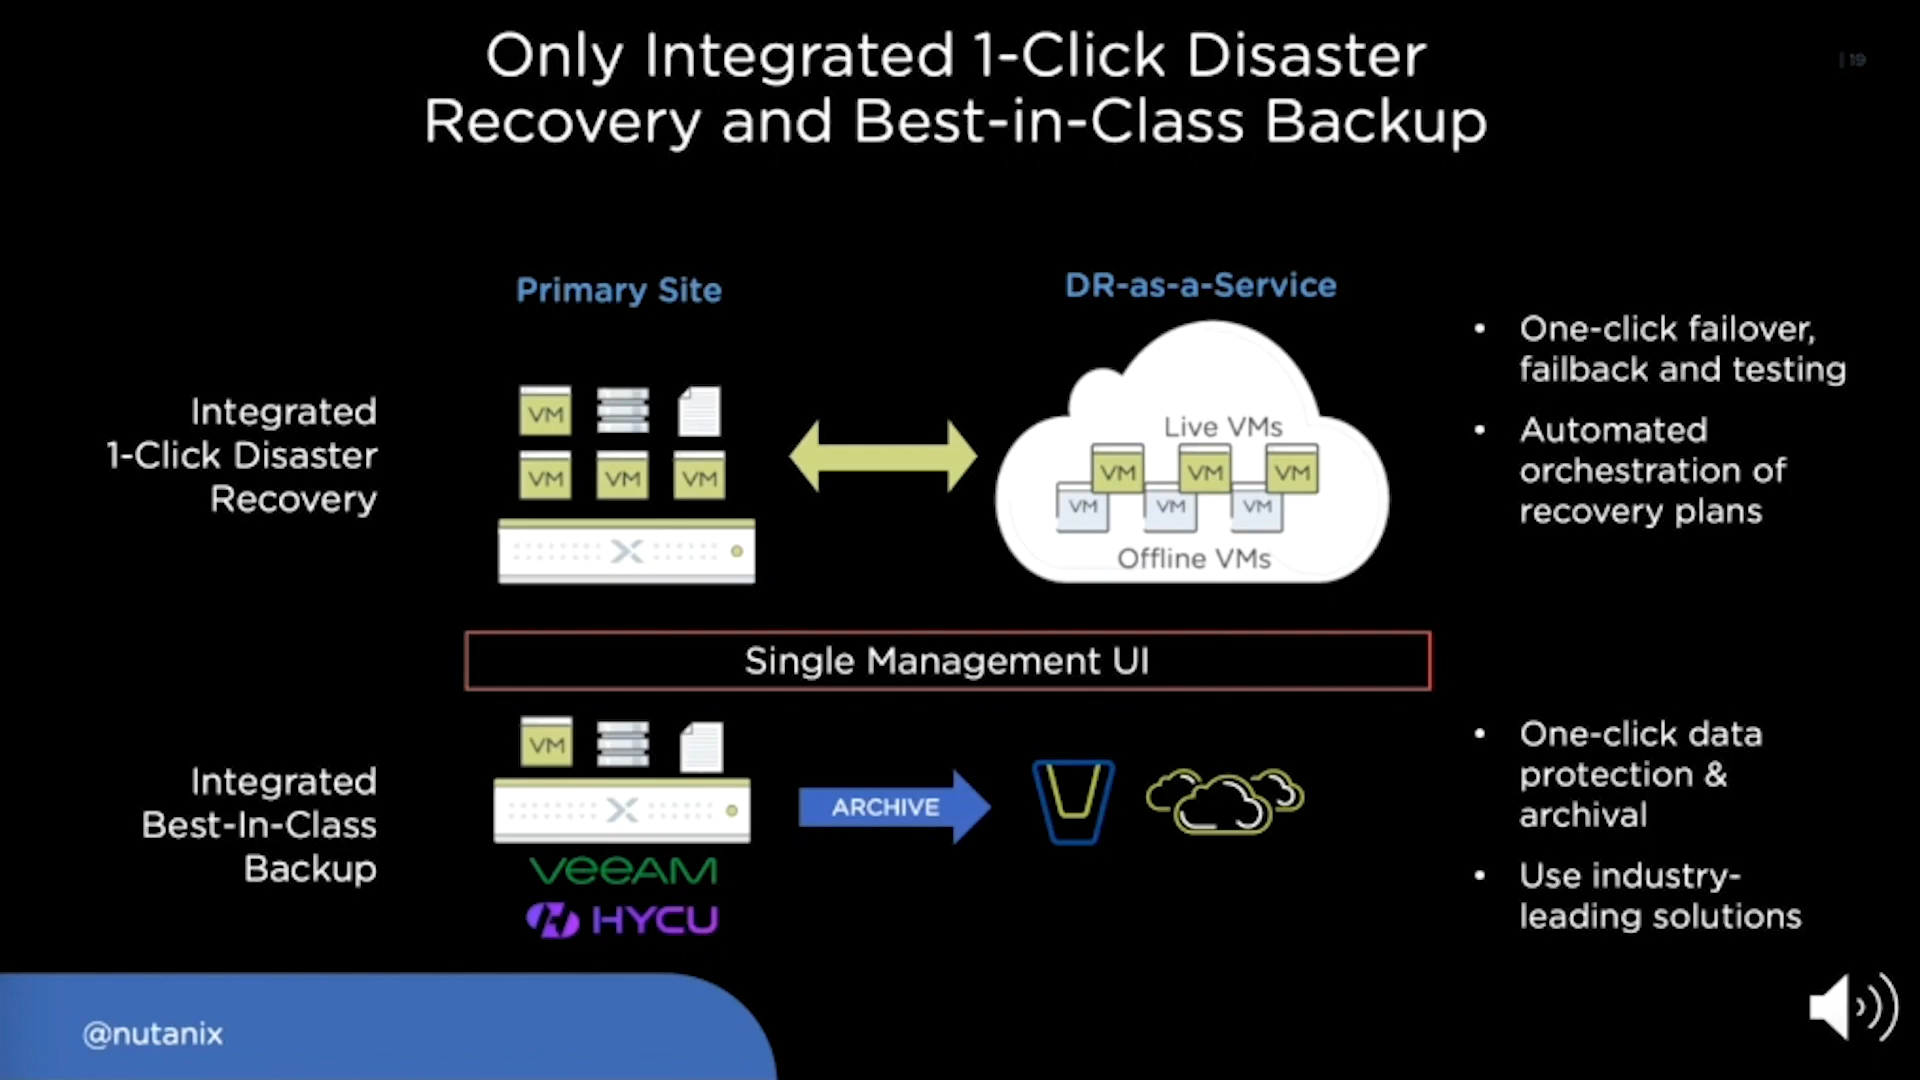 Only Integrated 1-Click Disaster
Recovery and Best-in-Class Backup
| 19
Primary Site
DR-as-a-Service
Integrated
1-Click Disaster
Recovery
VM
VM
VM
VM
Live VMs
VM
VM
VM
VM
VM
VM
Offline VMs
• One-click failover,
failback and testing
• Automated
orchestration of
recovery plans
Single Management UI
Integrated
Best-In-Class
Backup
VM
ARCHIVE
veeAM
HYCU
• One-click data
protection &
archival
• Use industry-
leading solutions
@nutanix